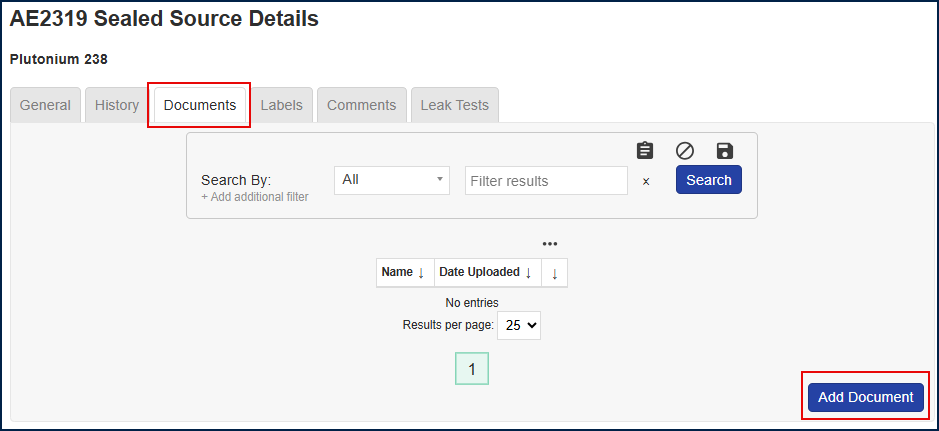 AE2319 Sealed Source Details
Plutonium 238
General History Documents Labels Comments Leak Tests
Search By: All Filter results × Search
+ Add additional filter
Name ↓ Date Uploaded ↓ ↓
No entries
Results per page: 25
1
Add Document